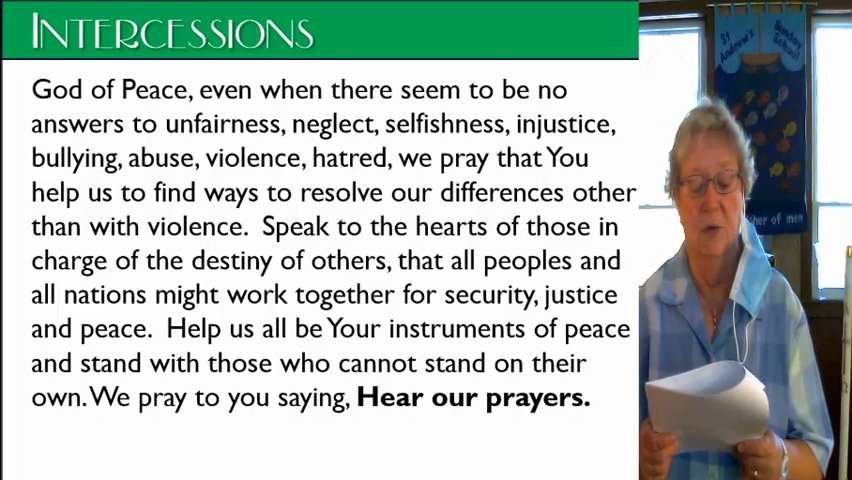 INTERCESSIONS
God of Peace, even when there seem to be no
answers to unfairness, neglect, selfishness, injustice,
bullying, abuse, violence, hatred, we pray that You
help us to find ways to resolve our differences other
than with violence.  Speak to the hearts of those in
charge of the destiny of others, that all peoples and
all nations might work together for security, justice
and peace.  Help us all be Your instruments of peace
and stand with those who cannot stand on their
own. We pray to you saying, Hear our prayers.
St
Andrew's
Sunday
School
of men